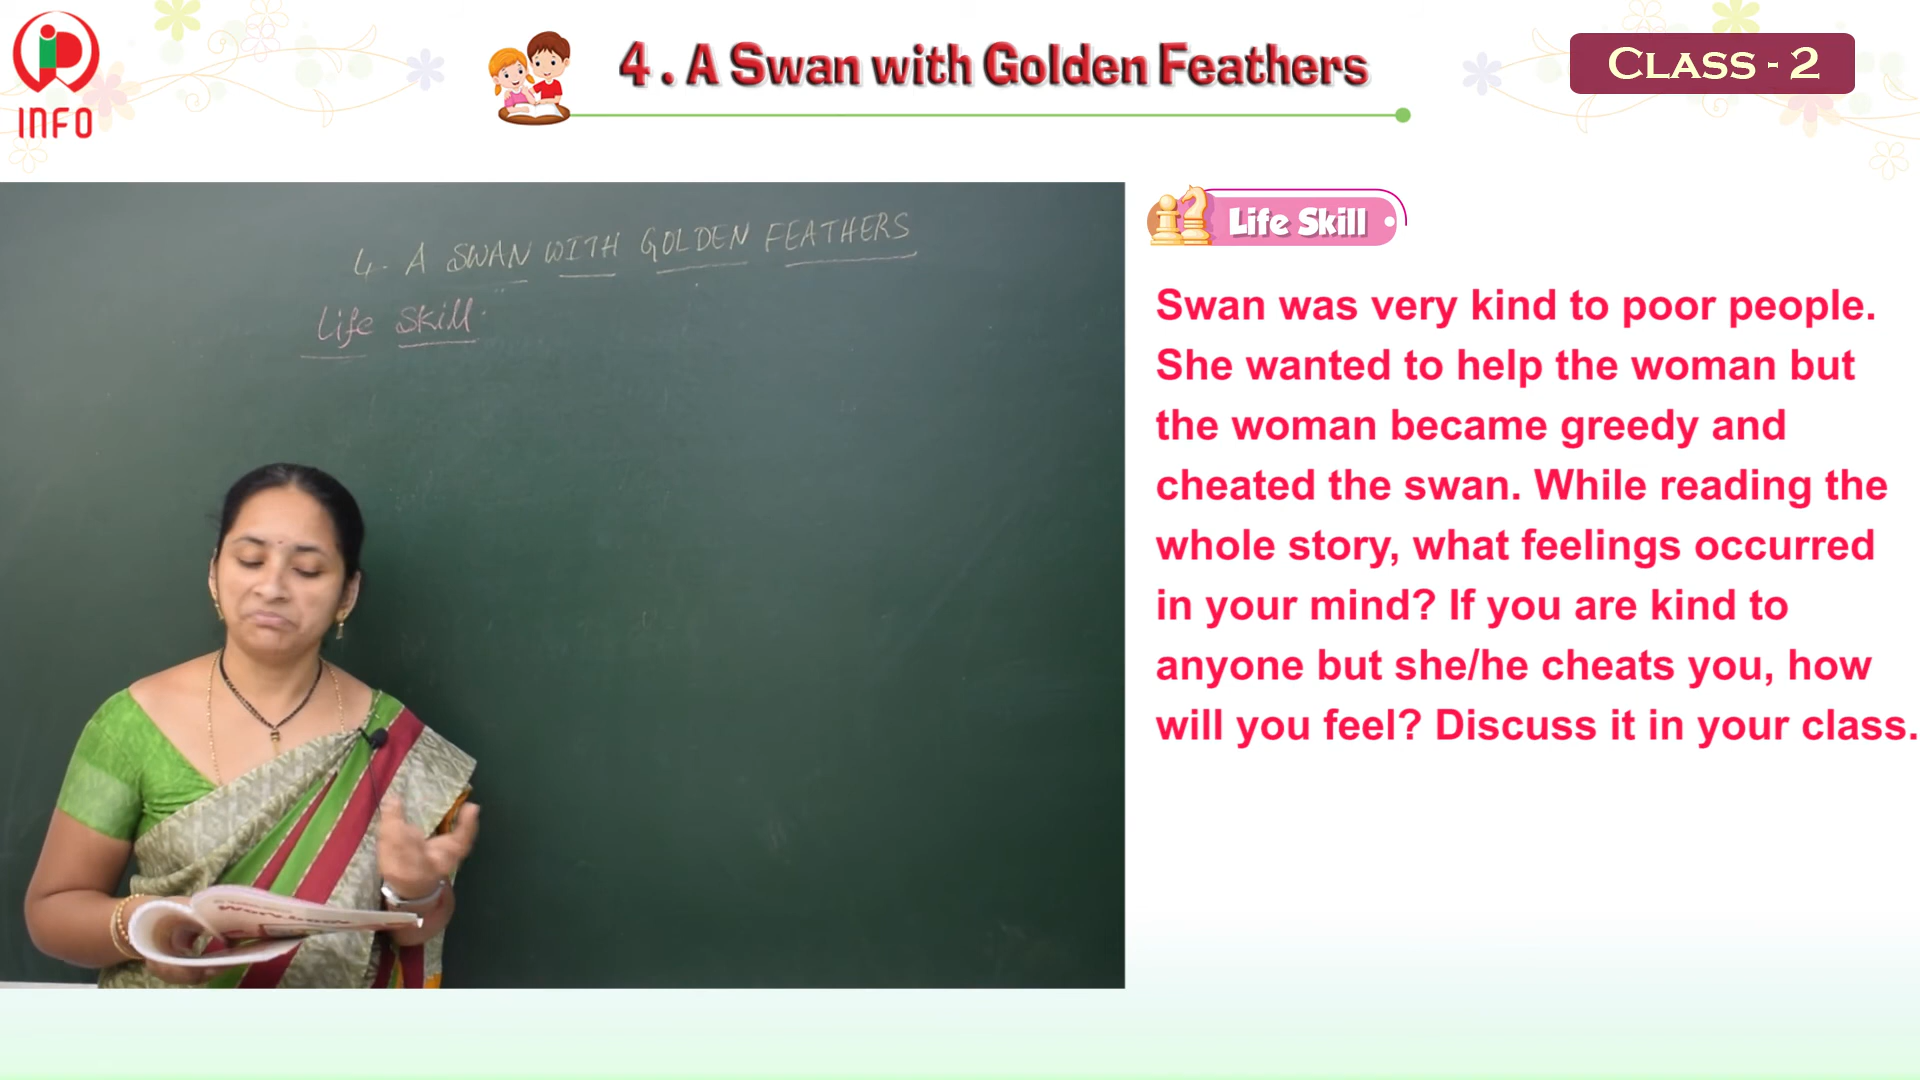 INFO
4 . A Swan with Golden Feathers
CLASS - 2
4. A SWAN WITH GOLDEN FEATHERS
Life Skill.
Workbook
Life Skill
Swan was very kind to poor people.
She wanted to help the woman but
the woman became greedy and
cheated the swan. While reading the
whole story, what feelings occurred
in your mind? If you are kind to
anyone but she/he cheats you, how
will you feel? Discuss it in your class.